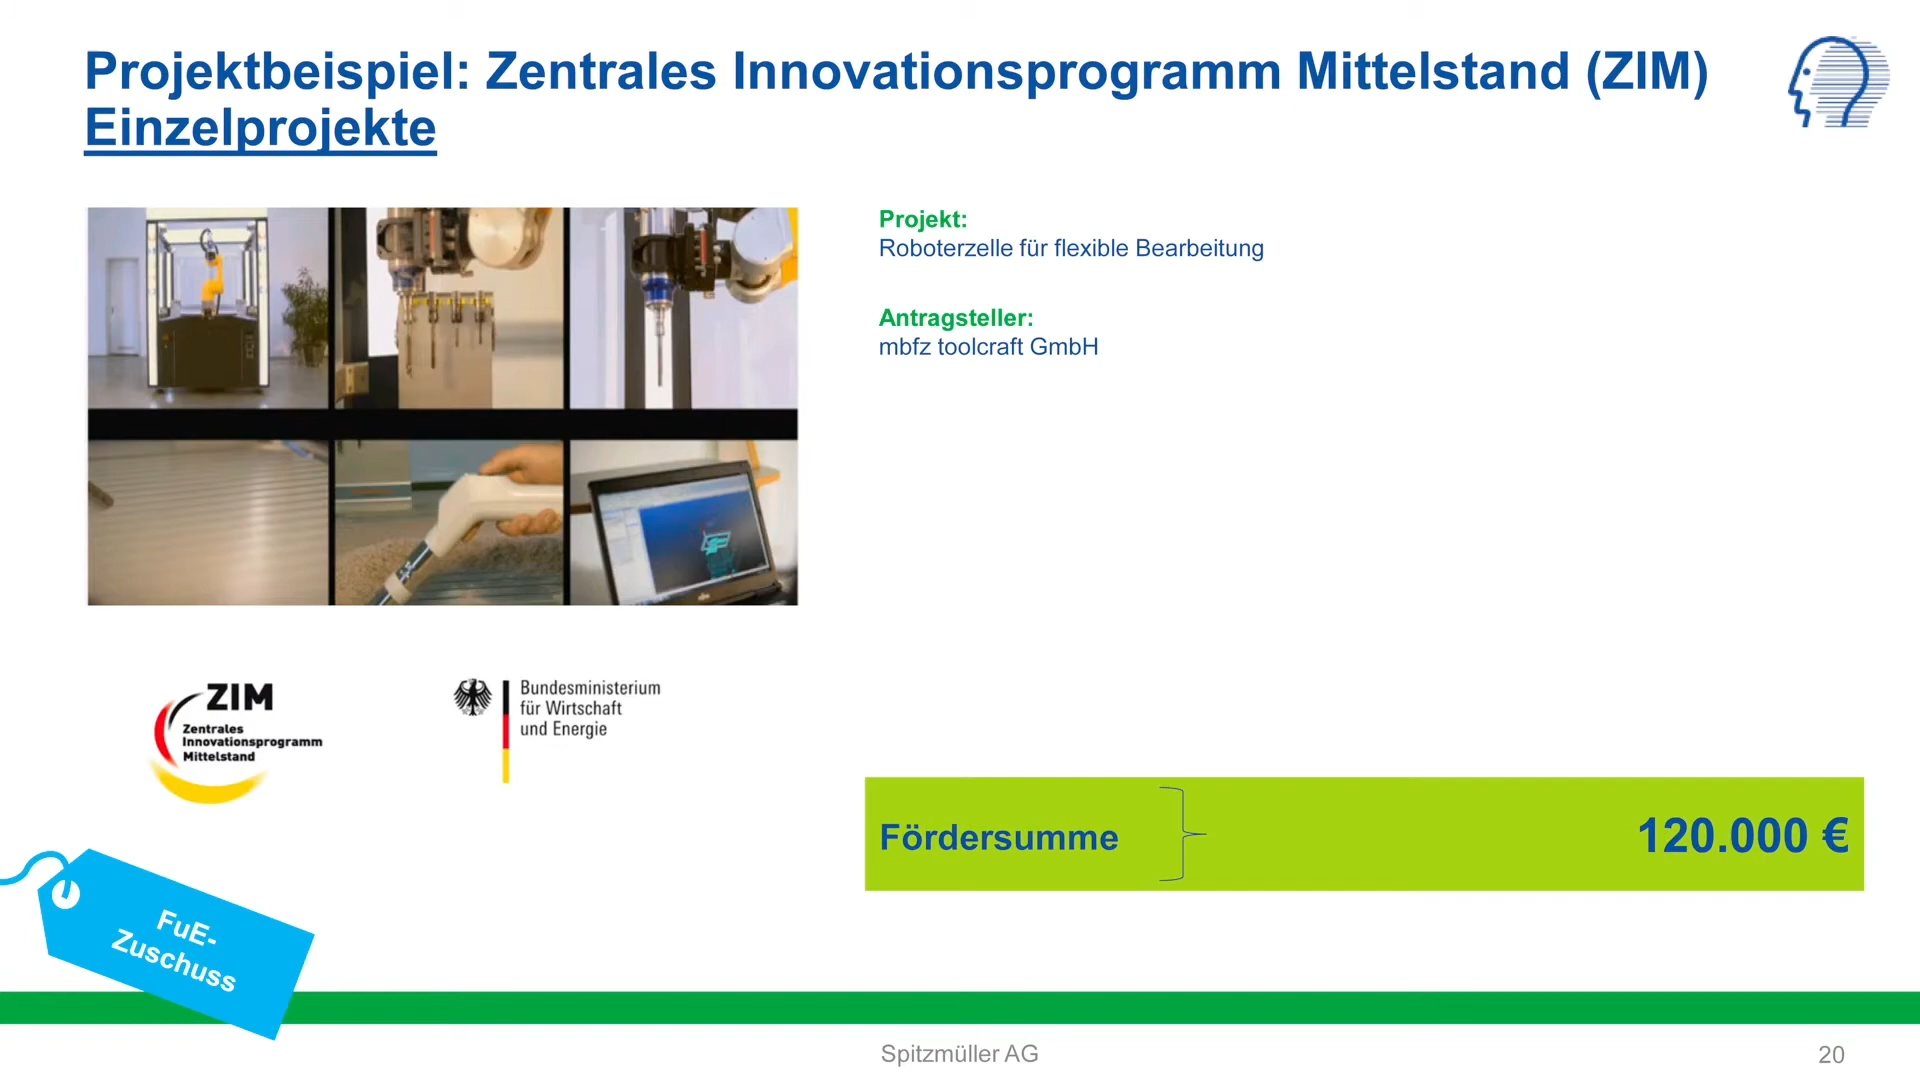 Projektbeispiel: Zentrales Innovationsprogramm Mittelstand (ZIM)
Einzelprojekte
Projekt:
Roboterzelle für flexible Bearbeitung
Antragsteller:
mbfz toolcraft GmbH
ZIM
Zentrales
Innovationsprogramm
Mittelstand
Bundesministerium
für Wirtschaft
und Energie
Fördersumme
120.000 €
FuE-
Zuschuss
Spitzmüller AG
20